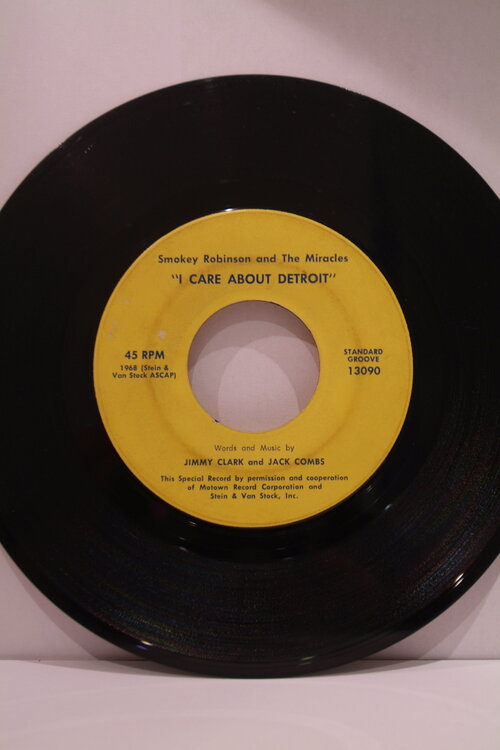 Smokey Robinson and The Miracles
"I CARE ABOUT DETROIT"
45 RPM
1968 (Stein &
Van Stock ASCAP)
STANDARD
GROOVE
13090
Words and Music by
JIMMY CLARK and JACK COMBS
This Special Record by permission and cooperation
of Motown Record Corporation and
Stein & Van Stock, Inc.